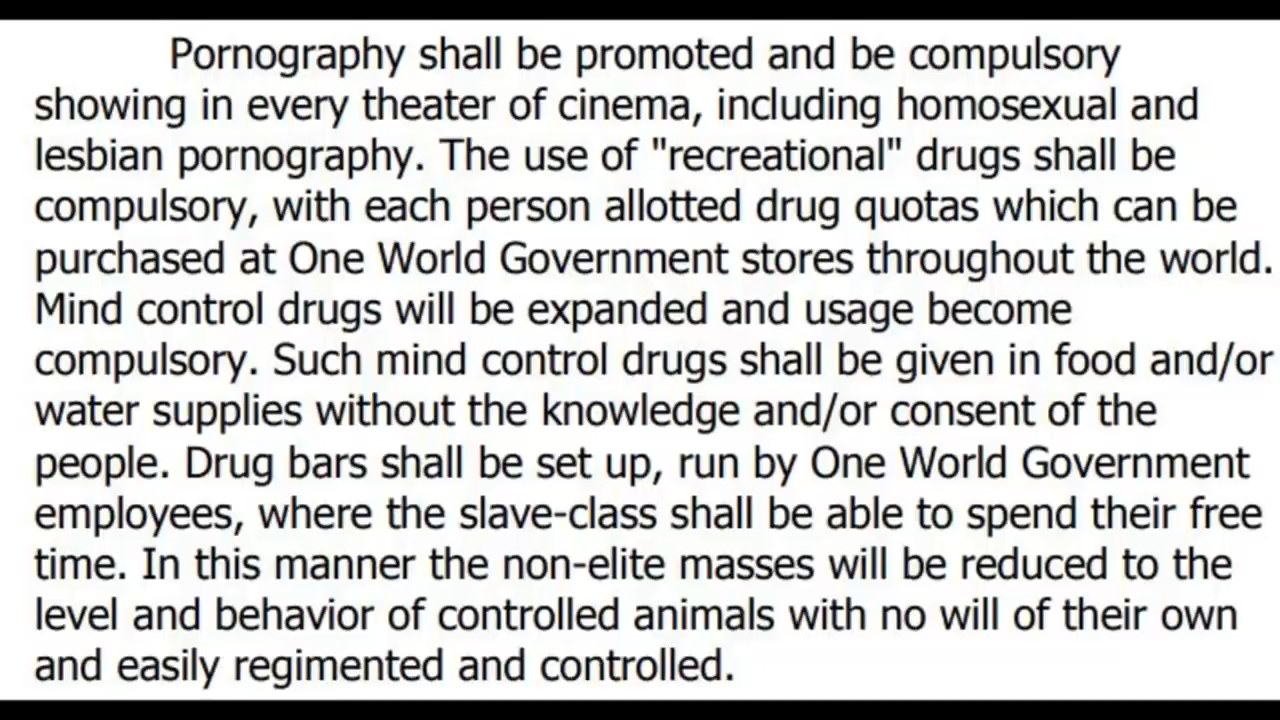 Pornography shall be promoted and be compulsory
showing in every theater of cinema, including homosexual and
lesbian pornography. The use of "recreational" drugs shall be
compulsory, with each person allotted drug quotas which can be
purchased at One World Government stores throughout the world.
Mind control drugs will be expanded and usage become
compulsory. Such mind control drugs shall be given in food and/or
water supplies without the knowledge and/or consent of the
people. Drug bars shall be set up, run by One World Government
employees, where the slave-class shall be able to spend their free
time. In this manner the non-elite masses will be reduced to the
level and behavior of controlled animals with no will of their own
and easily regimented and controlled.